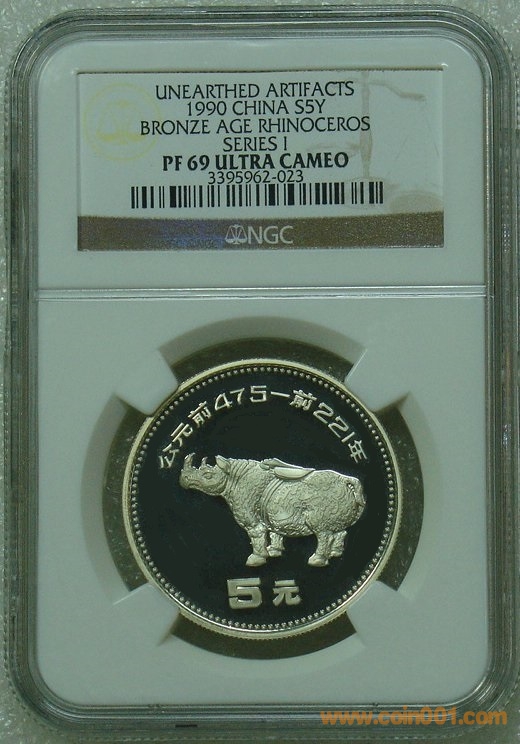 UNEARTHED ARTIFACTS
1990 CHINA S5Y
BRONZE AGE RHINOCEROS
SERIES I
PF 69 ULTRA CAMEO
3395962-023
NGC
公元前475—前221年
5元
www.coin001.com